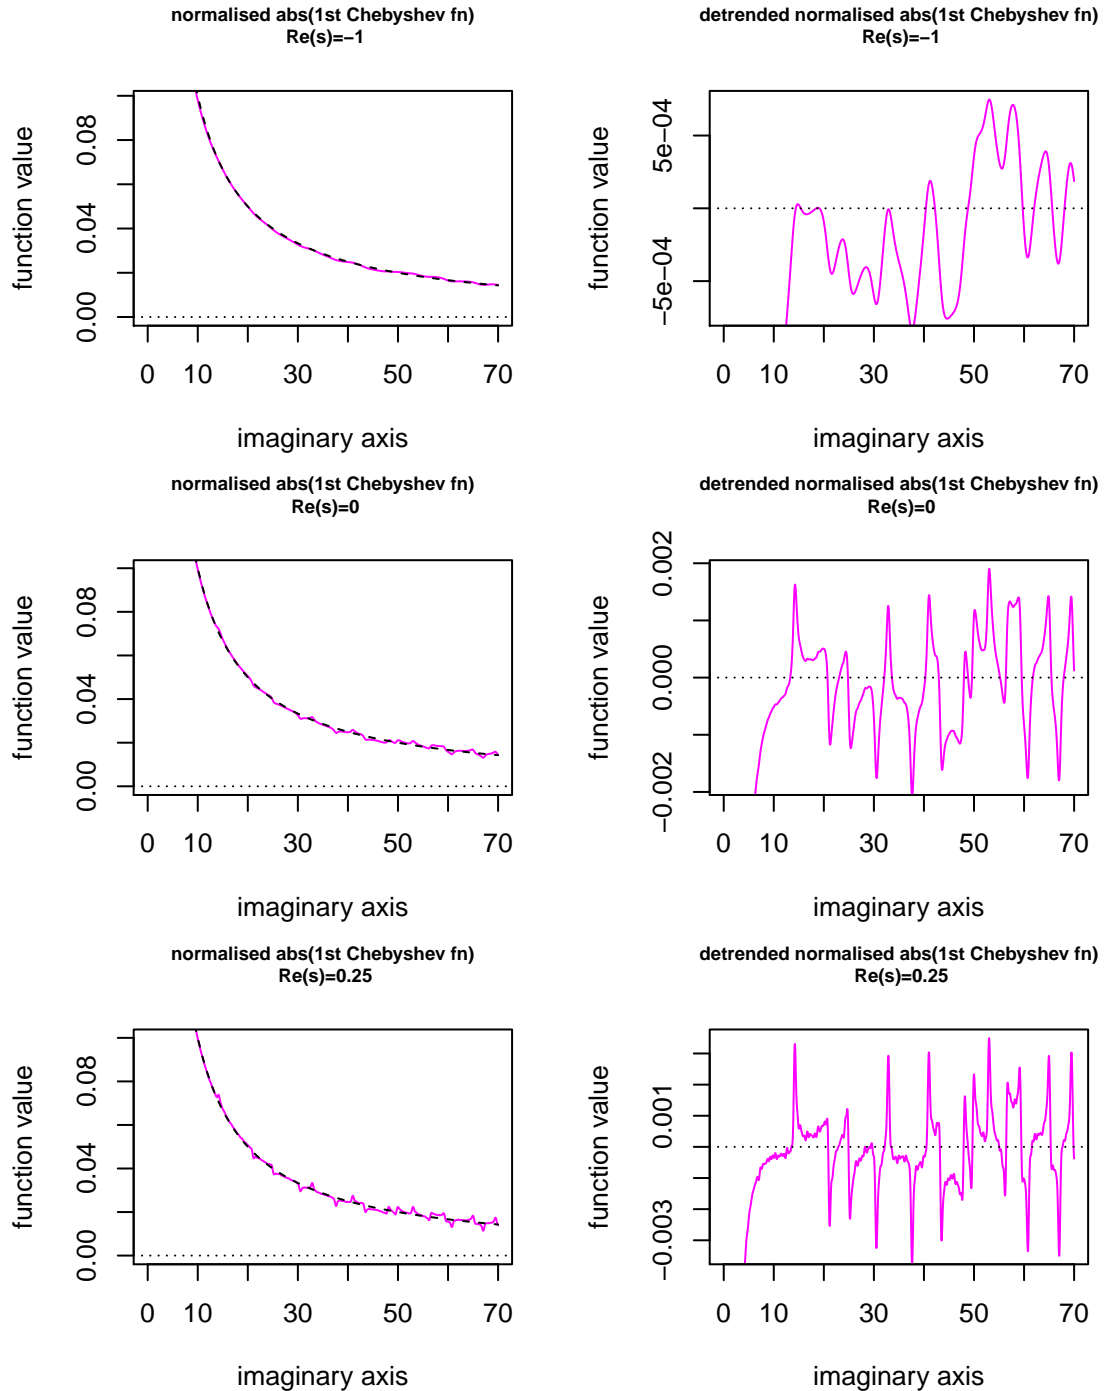 normalised abs(1st Chebyshev fn)
Re(s)=−1
function value
0.00 0.04 0.08
0 10 30 50 70
imaginary axis
detrended normalised abs(1st Chebyshev fn)
Re(s)=−1
function value
−5e−04 5e−04
0 10 30 50 70
imaginary axis
normalised abs(1st Chebyshev fn)
Re(s)=0
function value
0.00 0.04 0.08
0 10 30 50 70
imaginary axis
detrended normalised abs(1st Chebyshev fn)
Re(s)=0
function value
−0.002 0.000 0.002
0 10 30 50 70
imaginary axis
normalised abs(1st Chebyshev fn)
Re(s)=0.25
function value
0.00 0.04 0.08
0 10 30 50 70
imaginary axis
detrended normalised abs(1st Chebyshev fn)
Re(s)=0.25
function value
−0.003 0.001
0 10 30 50 70
imaginary axis